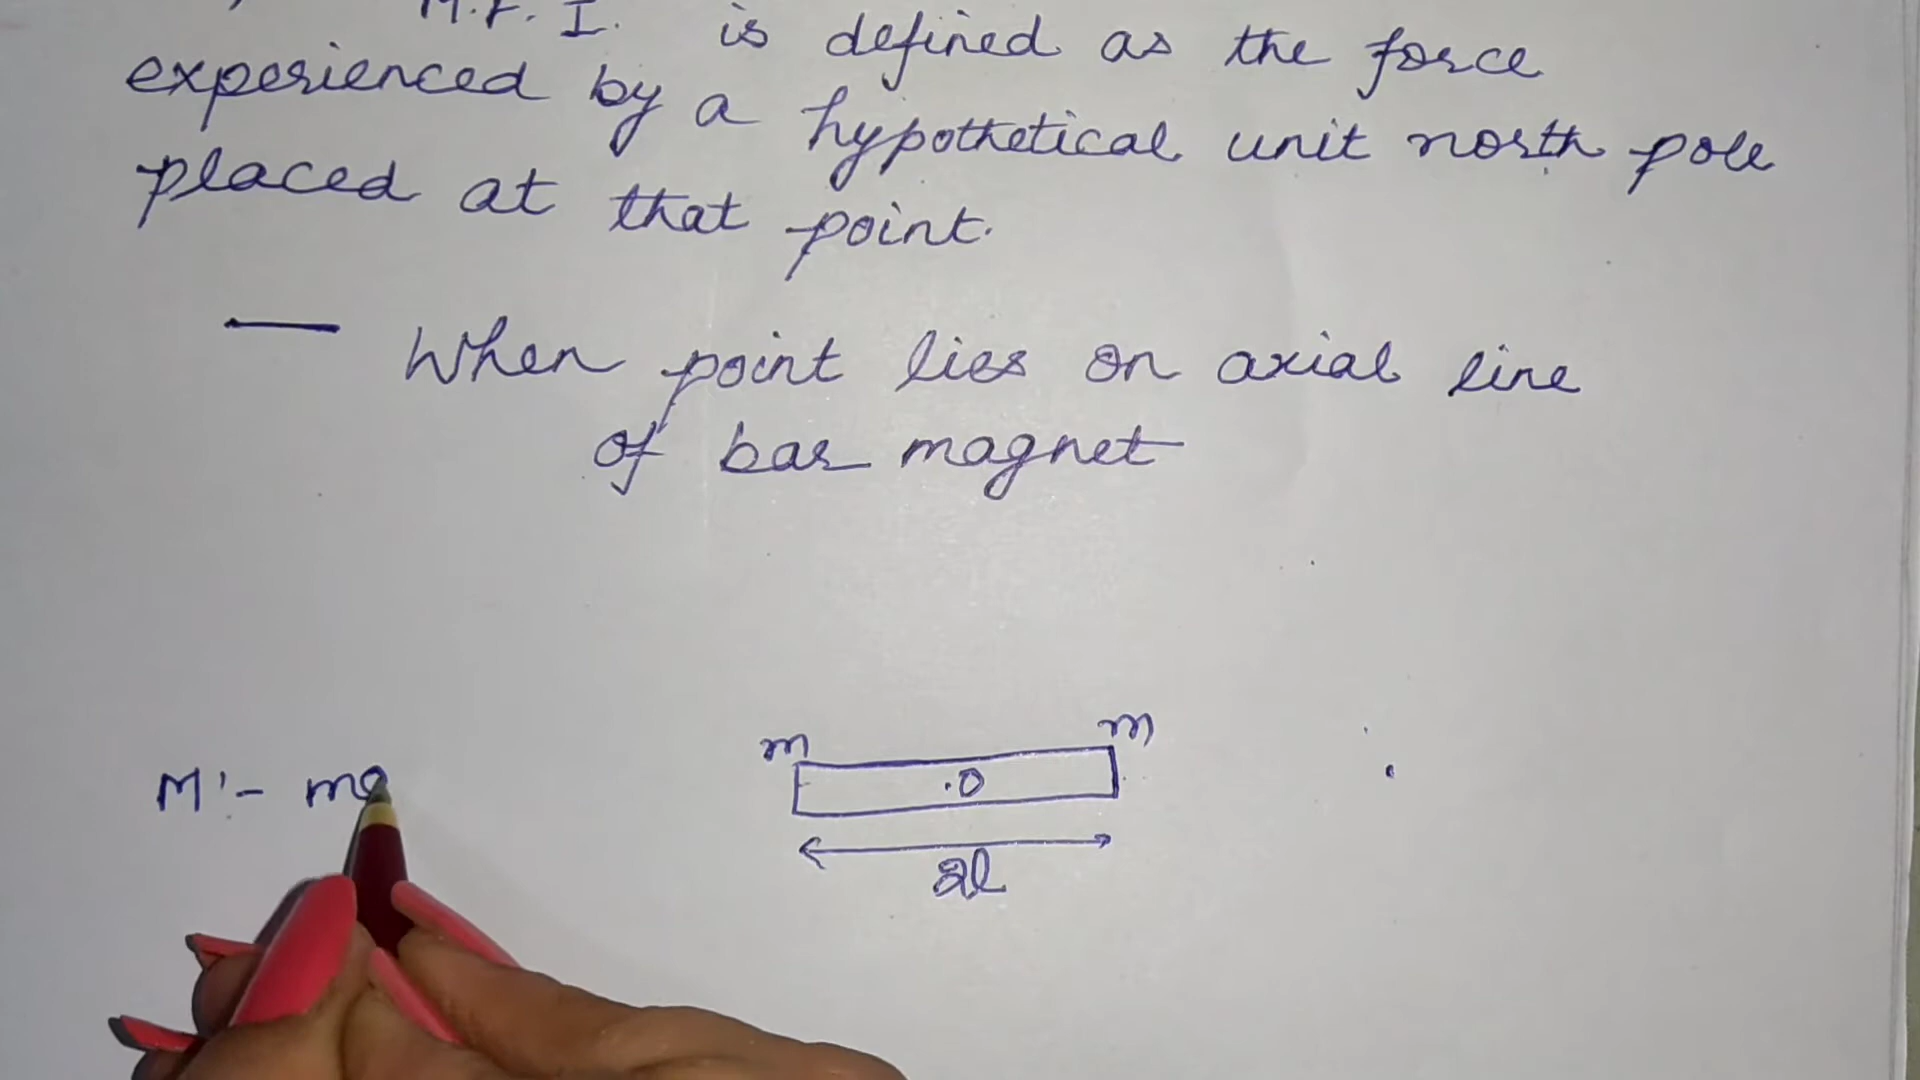 M.F.I. is defined as the force
experienced by a hypothetical unit north pole
placed at that point.
— When point lies on axial line
of bar magnet
m m
M:- ma
.O
2l